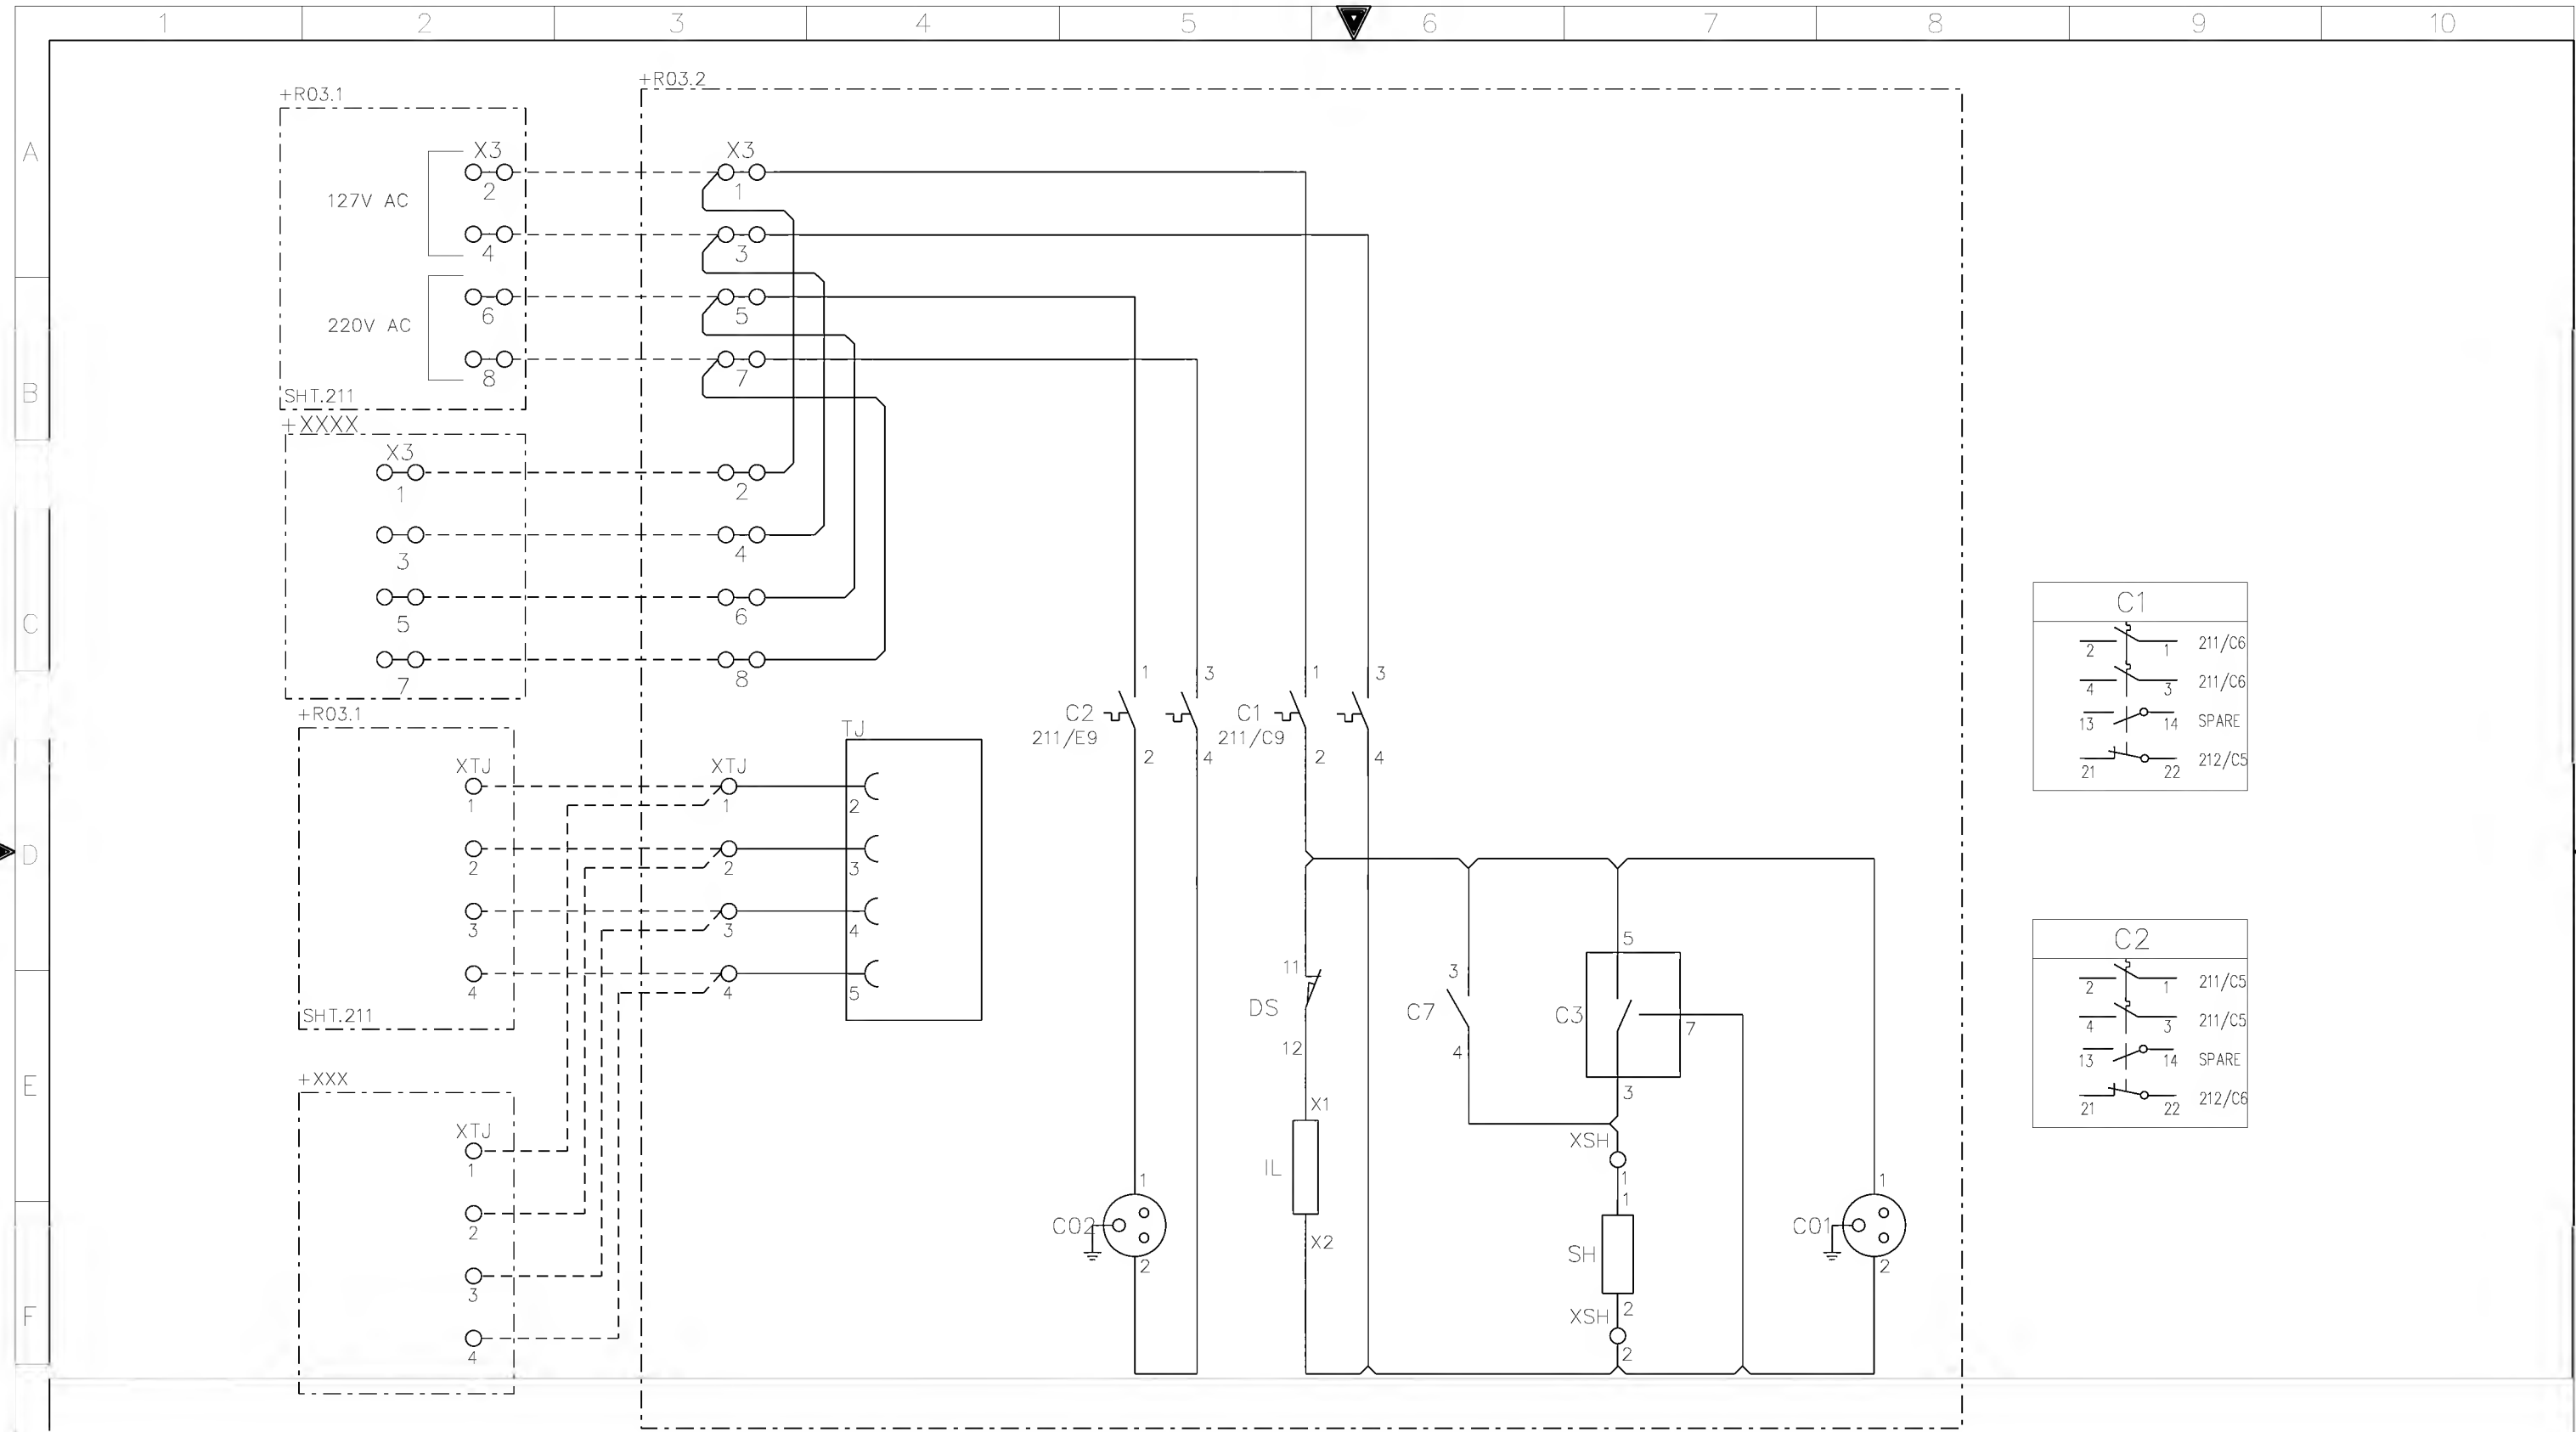 1 2 3 4 5 6 7 8 9 10
A
B
C
D
E
F
+R03.1
X3
2
127V AC
4
6
220V AC
8
SHT.211
+XXXX
X3
1
3
5
7
+R03.1
XTJ
1
2
3
4
SHT.211
+XXX
XTJ
1
2
3
4
+R03.2
X3
1
3
5
7
2
4
6
8
XTJ
1
2
3
4
TJ
2
3
4
5
1 3
C2
211/E9
2 4
1 3
C1
211/C9
2 4
CO2
1
2
11
DS
12
X1
IL
X2
3
C7
4
5
C3
7
3
XSH
1
1
SH
2
XSH
2
CO1
1
2
C1
2 1 211/C6
4 3 211/C6
13 14 SPARE
21 22 212/C5
C2
2 1 211/C5
4 3 211/C5
13 14 SPARE
21 22 212/C6